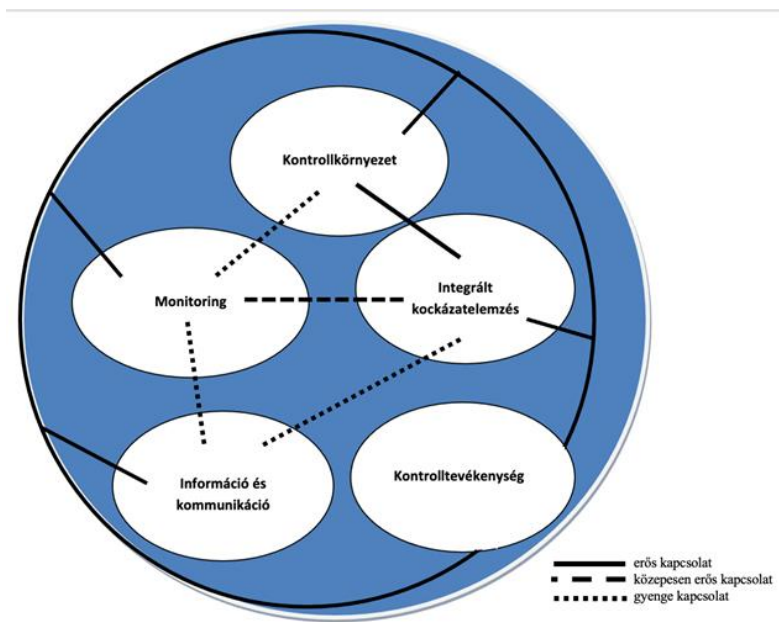 Kontrollkörnyezet
Monitoring
Integrált
kockázatelemzés
Információ és
kommunikáció
Kontrolltevékenység
erős kapcsolat
közepesen erős kapcsolat
gyenge kapcsolat